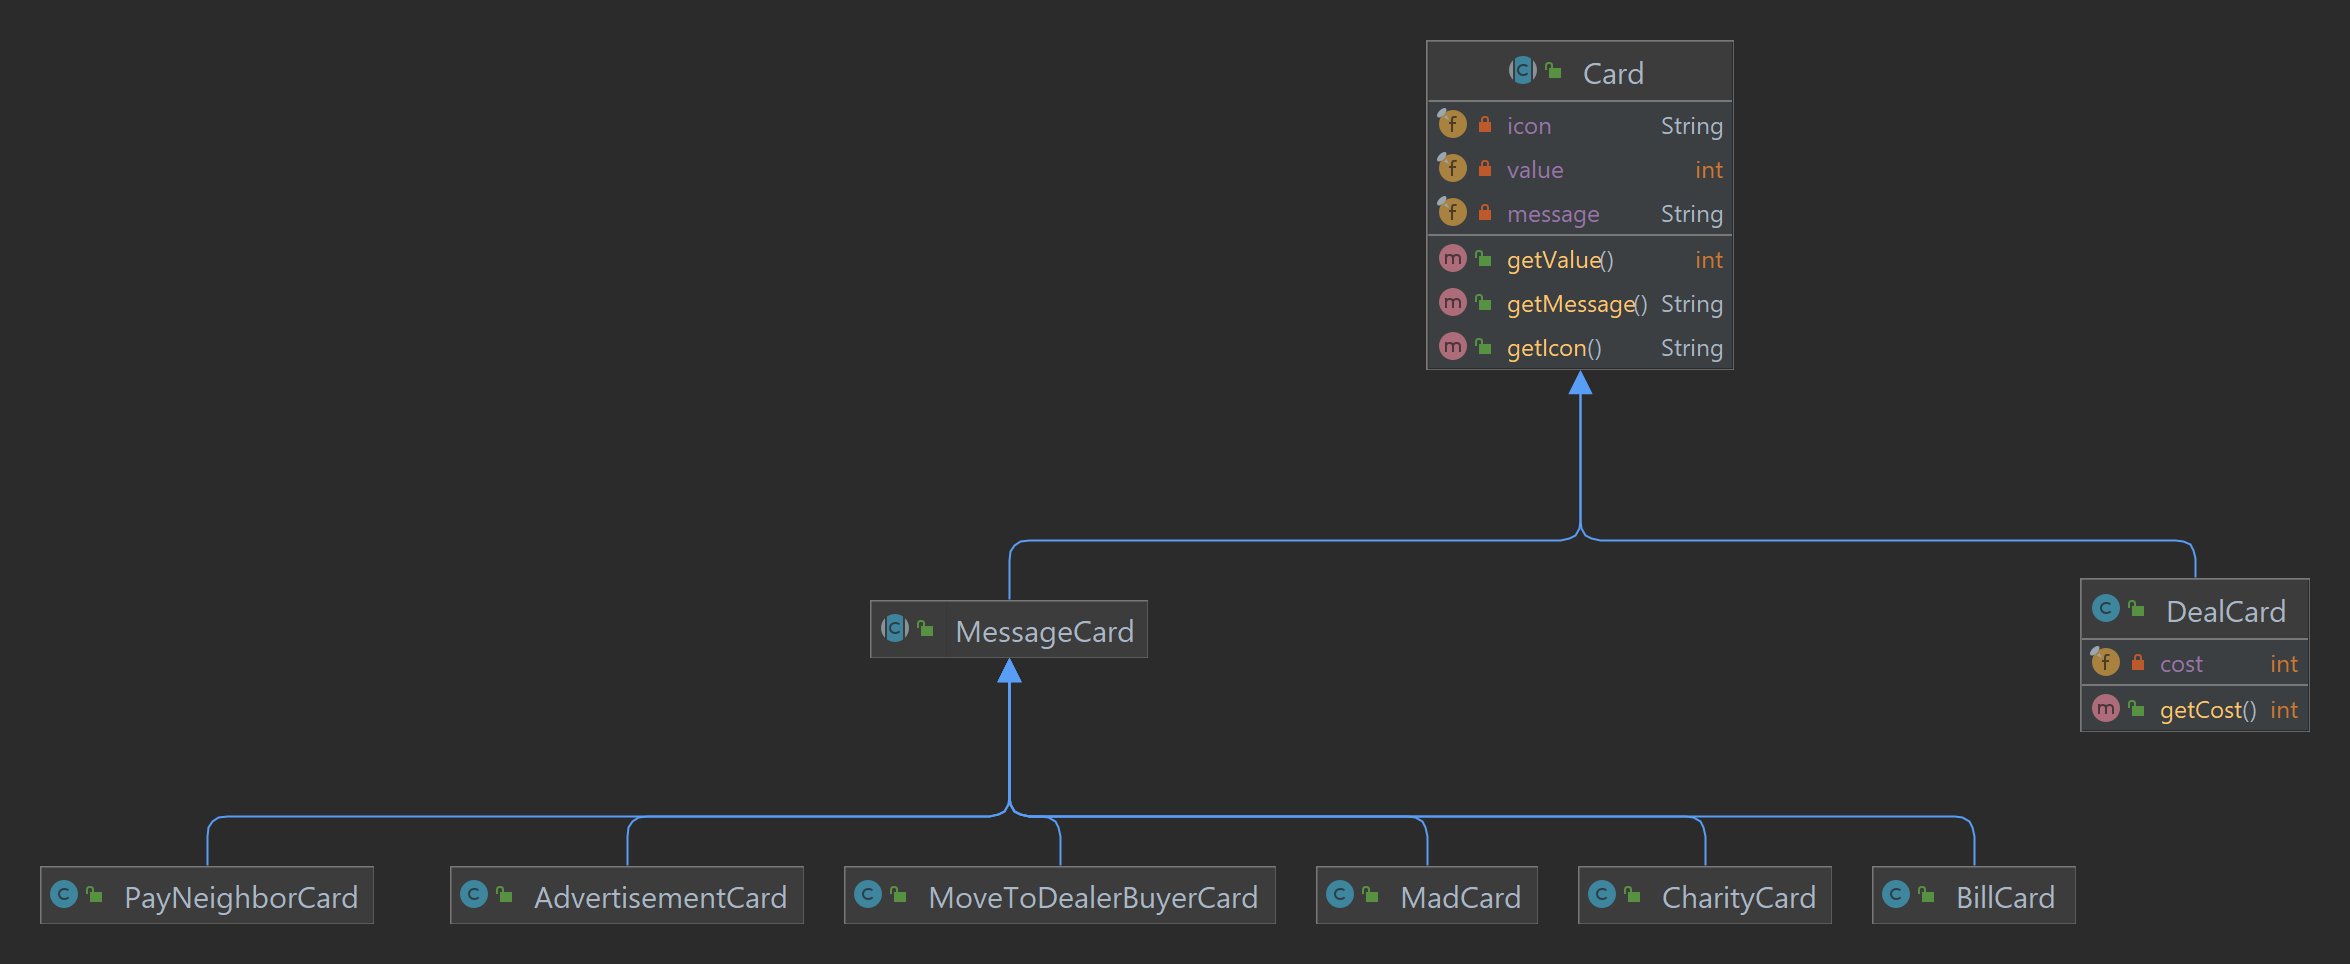 Card
icon String
value int
message String
getValue() int
getMessage() String
getIcon() String
MessageCard
DealCard
cost int
getCost() int
PayNeighborCard
AdvertisementCard
MoveToDealerBuyerCard
MadCard
CharityCard
BillCard